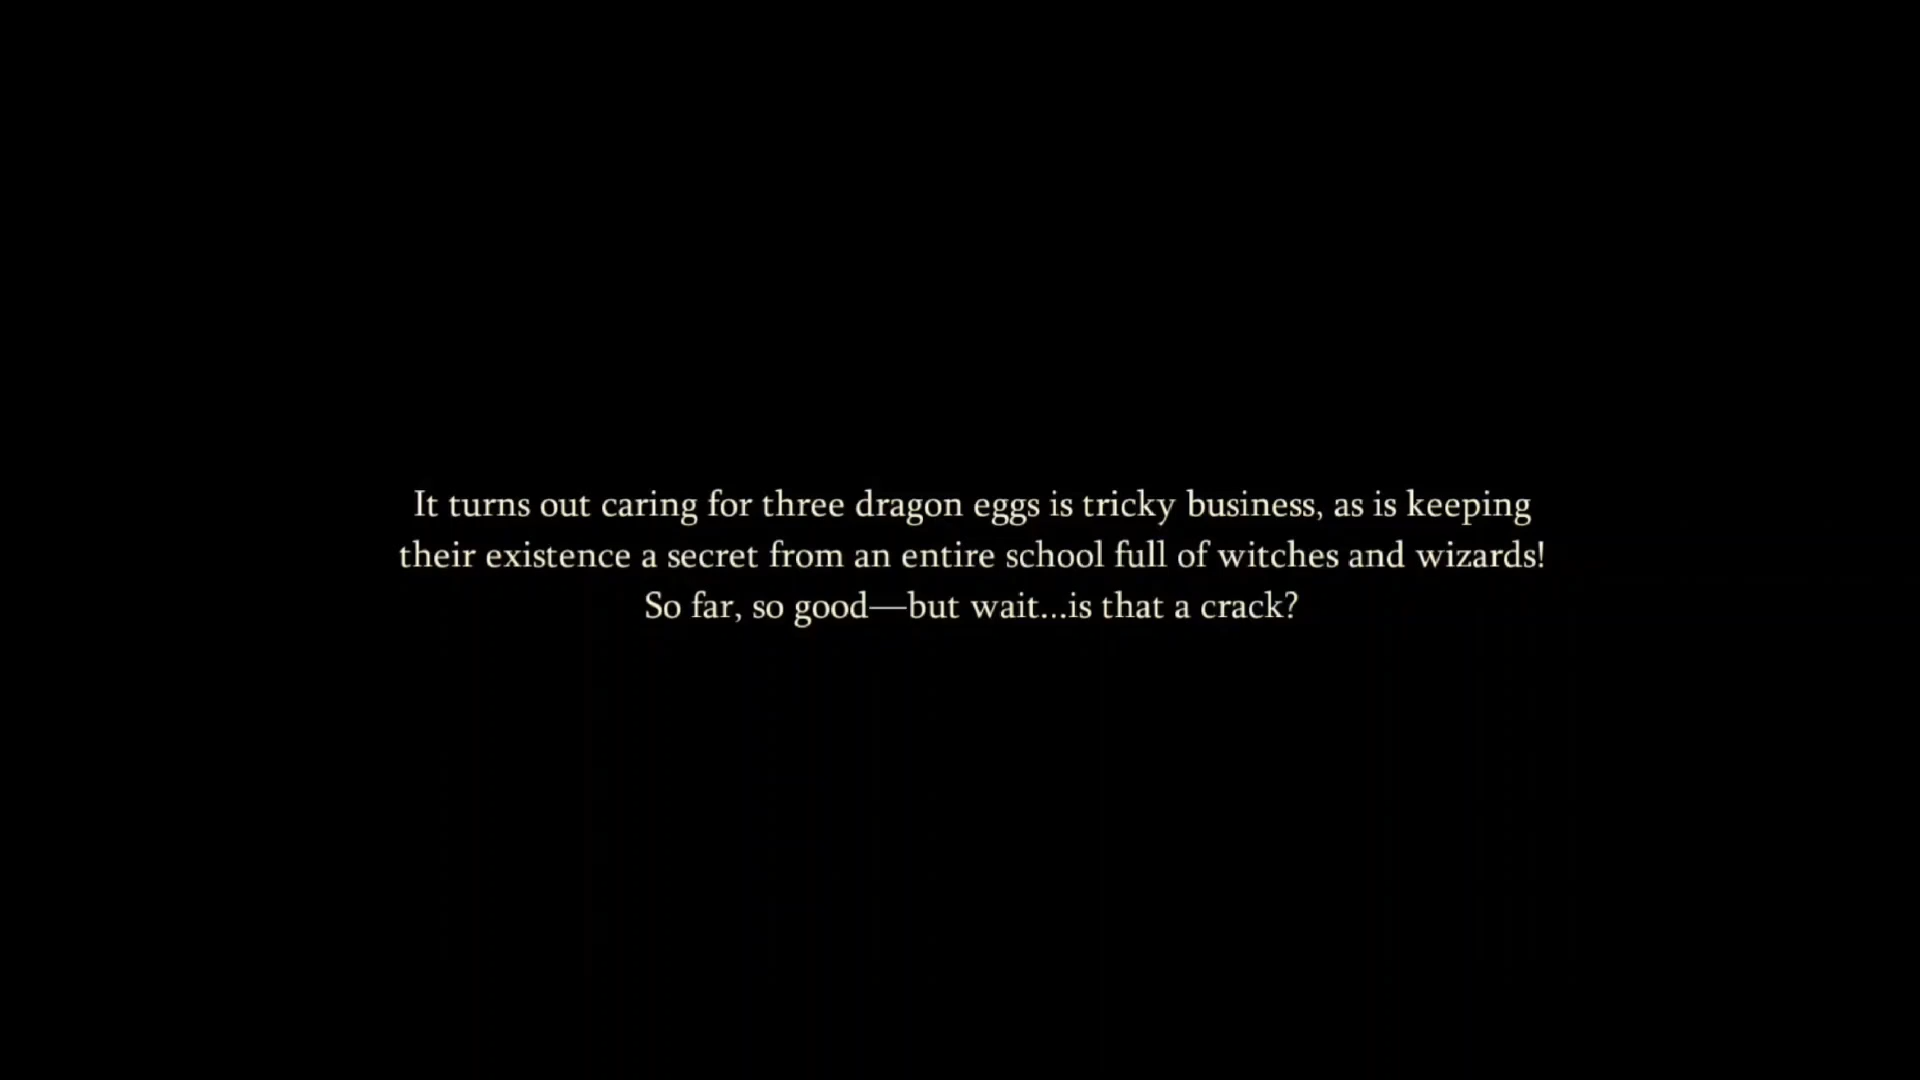 It turns out caring for three dragon eggs is tricky business, as is keeping
their existence a secret from an entire school full of witches and wizards!
So far, so good—but wait...is that a crack?